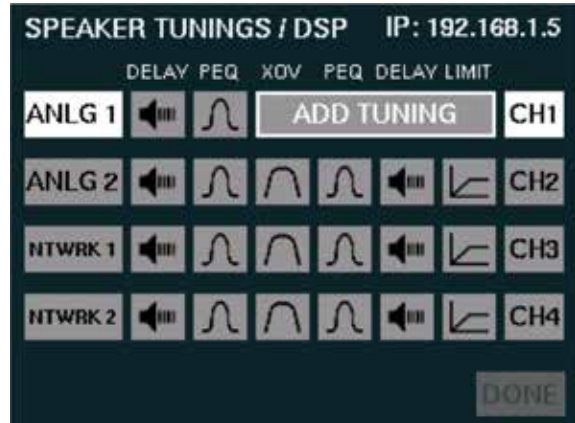 SPEAKER TUNINGS / DSP IP: 192.168.1.5
DELAY PEQ XOV PEQ DELAY LIMIT
ANLG 1 ADD TUNING CH1
ANLG 2 CH2
NTWRK 1 CH3
NTWRK 2 CH4
DONE